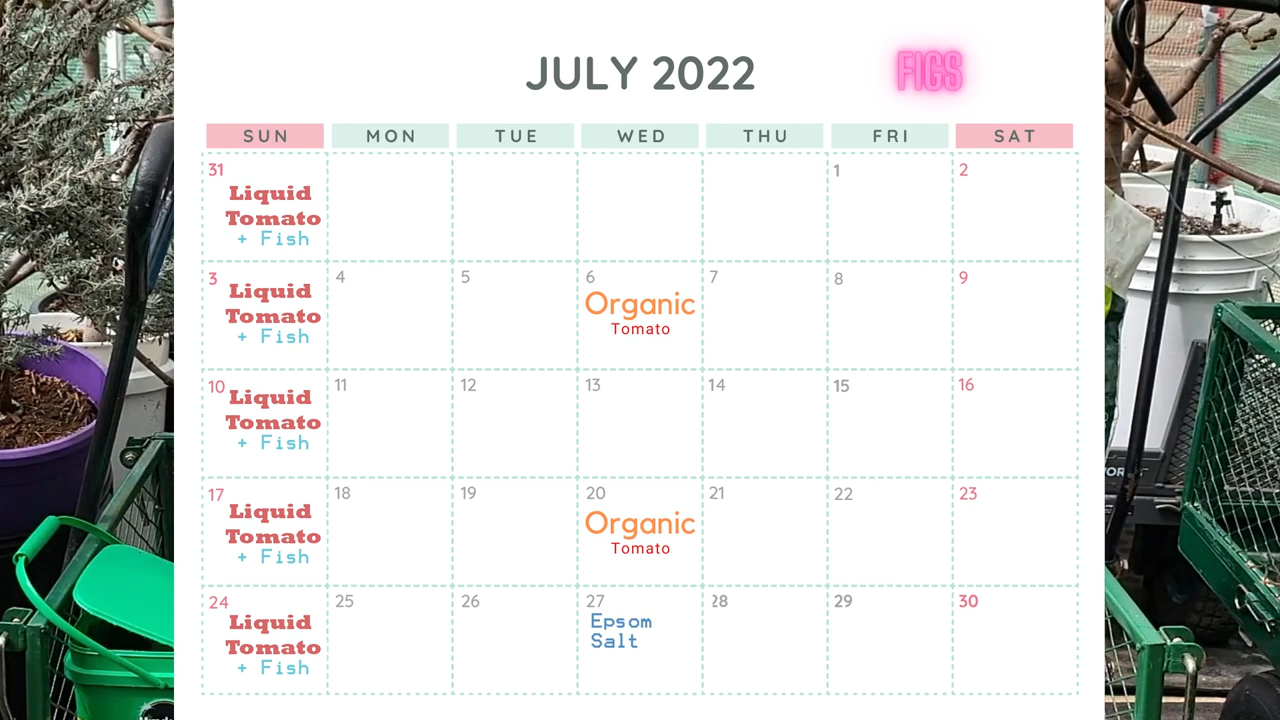 JULY 2022
FIGS
SUN MON TUE WED THU FRI SAT
31 1 2
Liquid
Tomato
+ Fish
3 4 5 6 7 8 9
Liquid
Tomato
+ Fish
Organic
Tomato
10 11 12 13 14 15 16
Liquid
Tomato
+ Fish
17 18 19 20 21 22 23
Liquid
Tomato
+ Fish
Organic
Tomato
24 25 26 27 28 29 30
Liquid
Tomato
+ Fish
Epsom
Salt